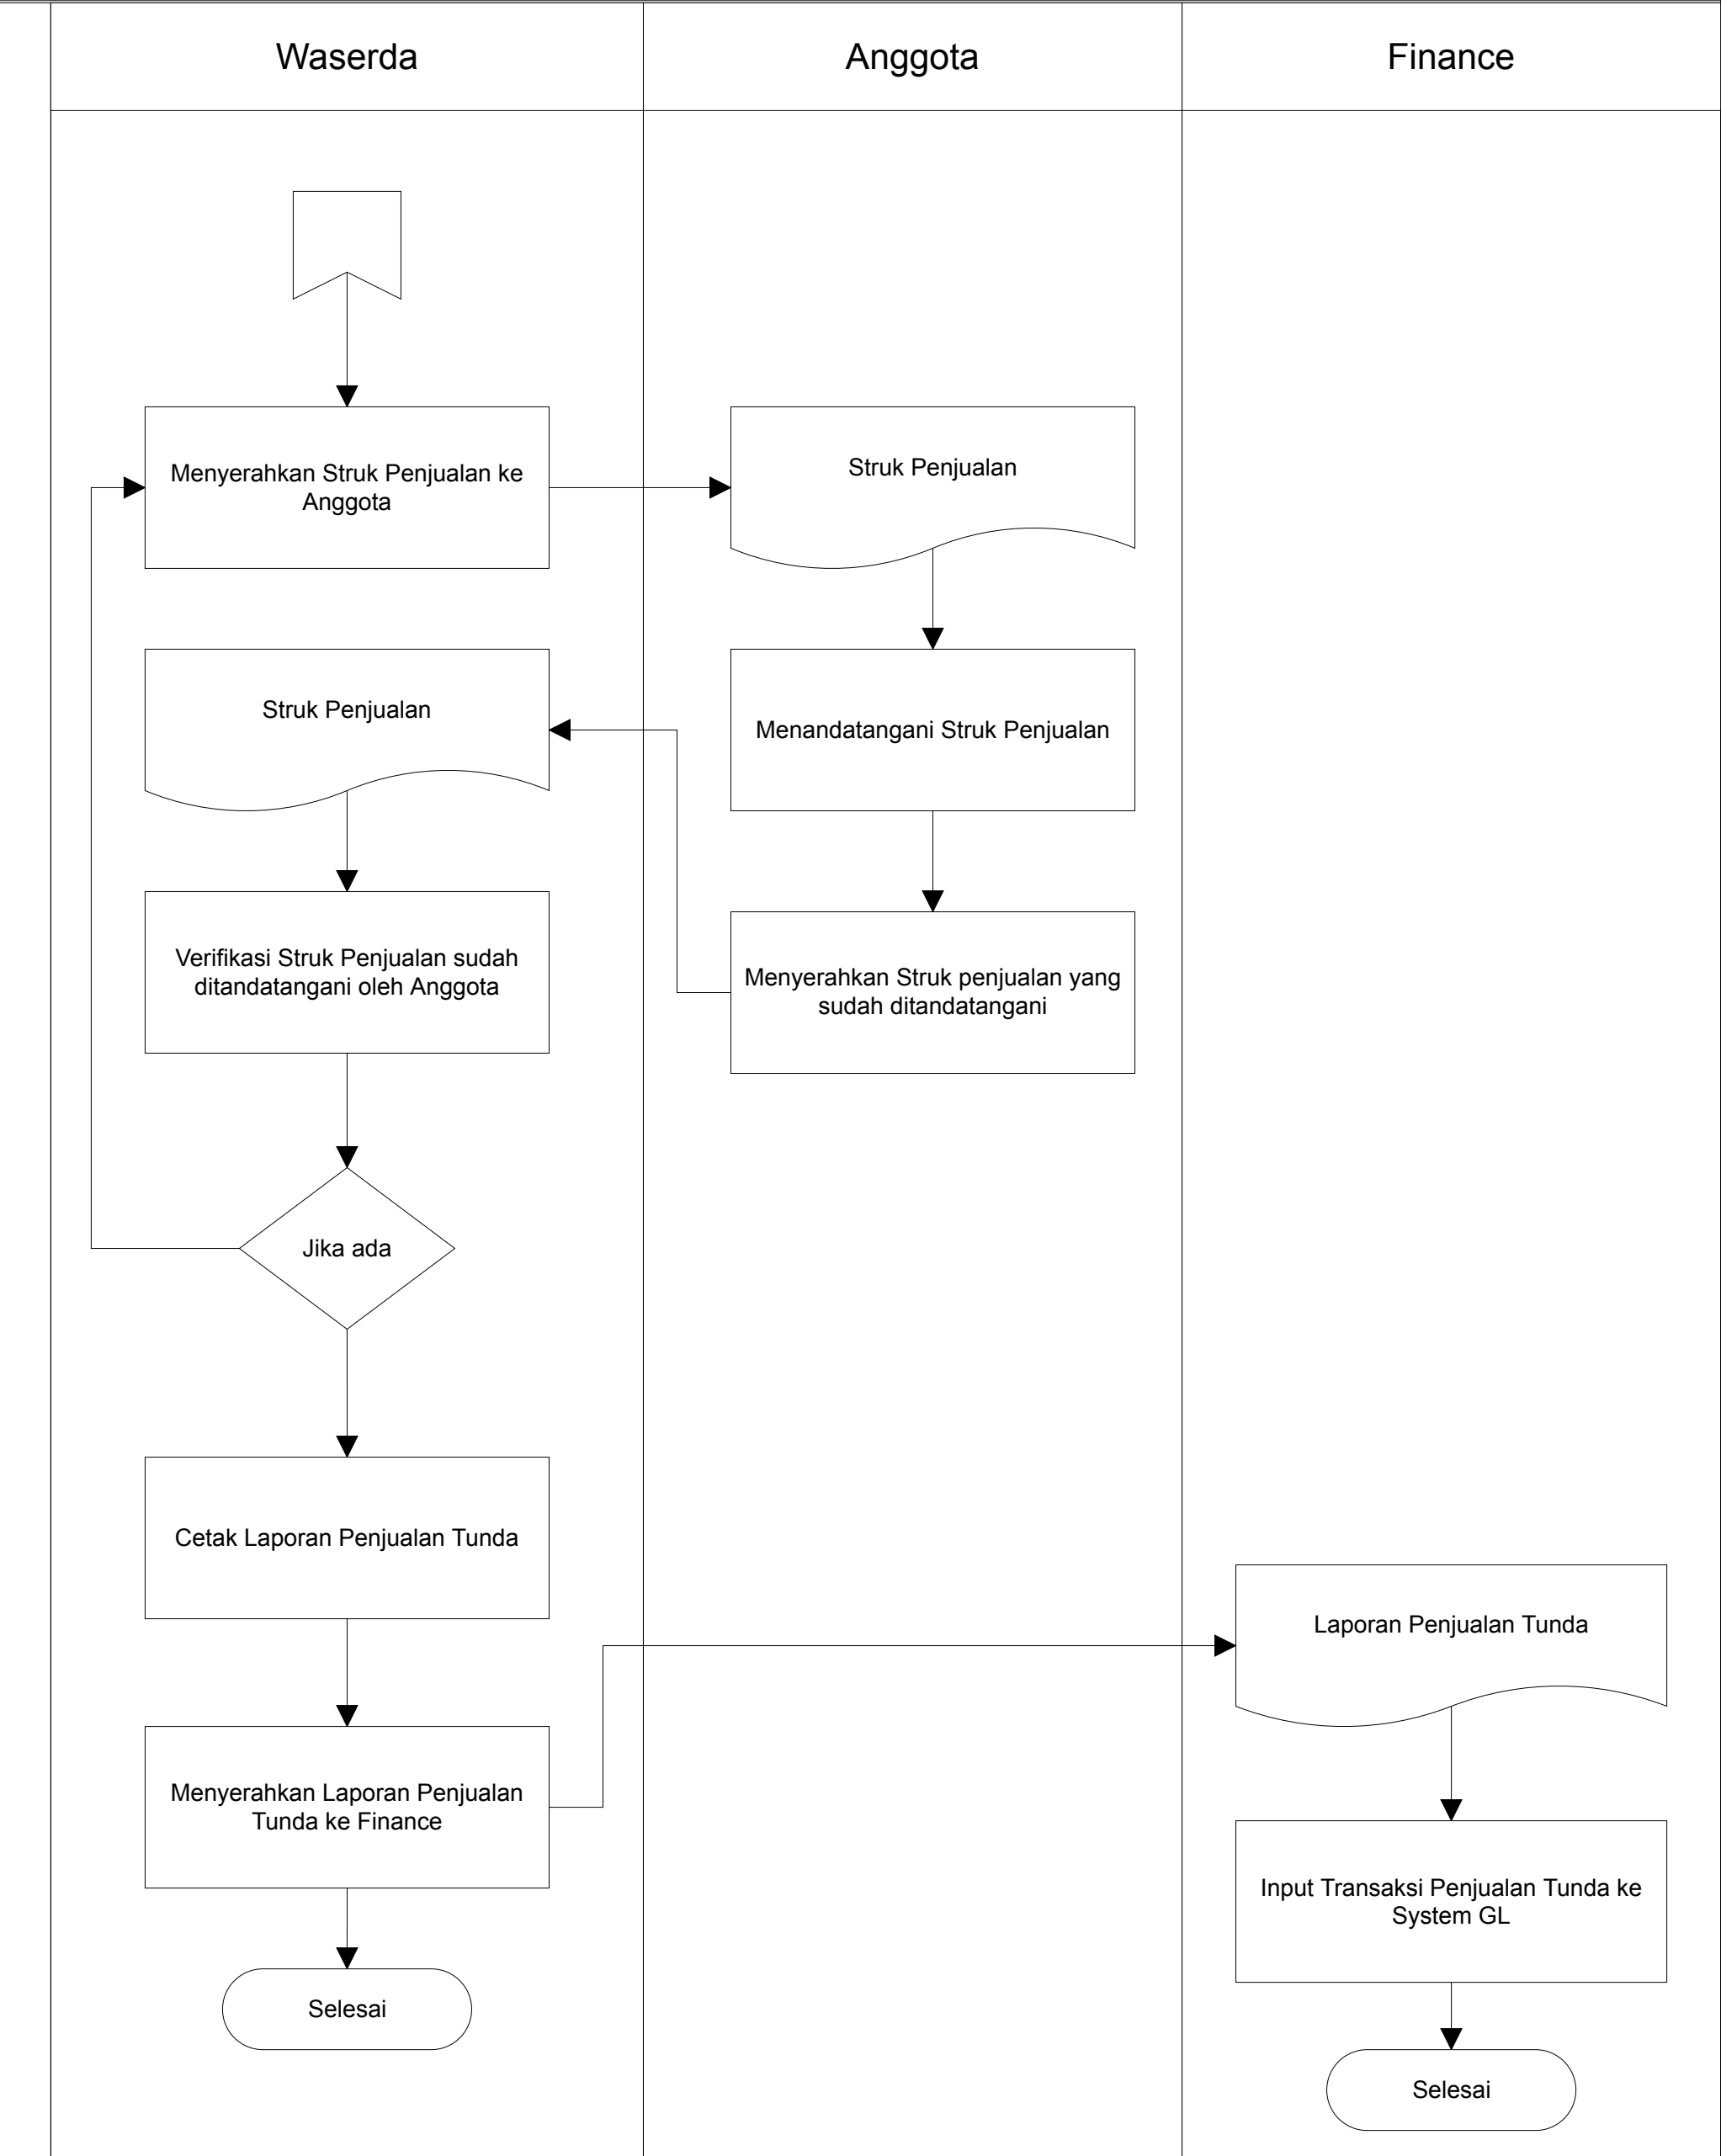 Waserda
Anggota
Finance
Menyerahkan Struk Penjualan ke
Anggota
Struk Penjualan
Struk Penjualan
Menandatangani Struk Penjualan
Verifikasi Struk Penjualan sudah
ditandatangani oleh Anggota
Menyerahkan Struk penjualan yang
sudah ditandatangani
Jika ada
Cetak Laporan Penjualan Tunda
Laporan Penjualan Tunda
Menyerahkan Laporan Penjualan
Tunda ke Finance
Input Transaksi Penjualan Tunda ke
System GL
Selesai
Selesai